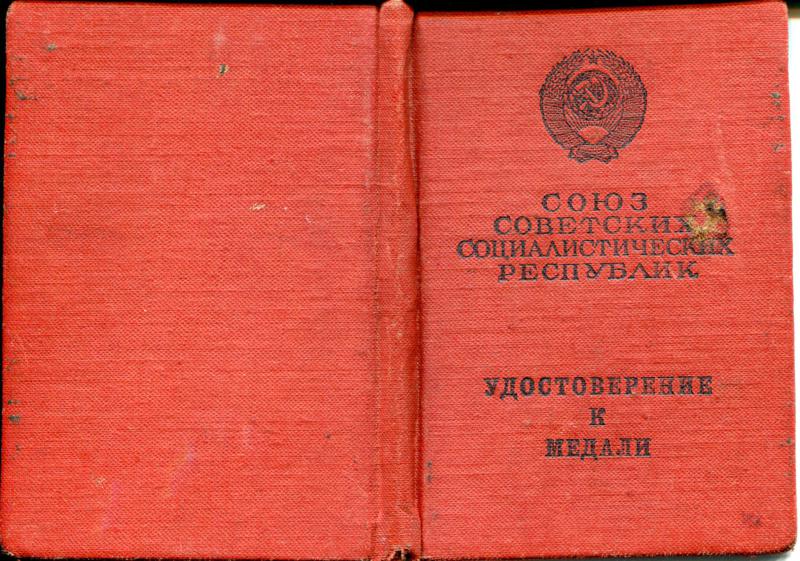 СОЮЗ
СОВЕТСКИХ
СОЦИАЛИСТИЧЕСКИХ
РЕСПУБЛИК
УДОСТОВЕРЕНИЕ
К
МЕДАЛИ